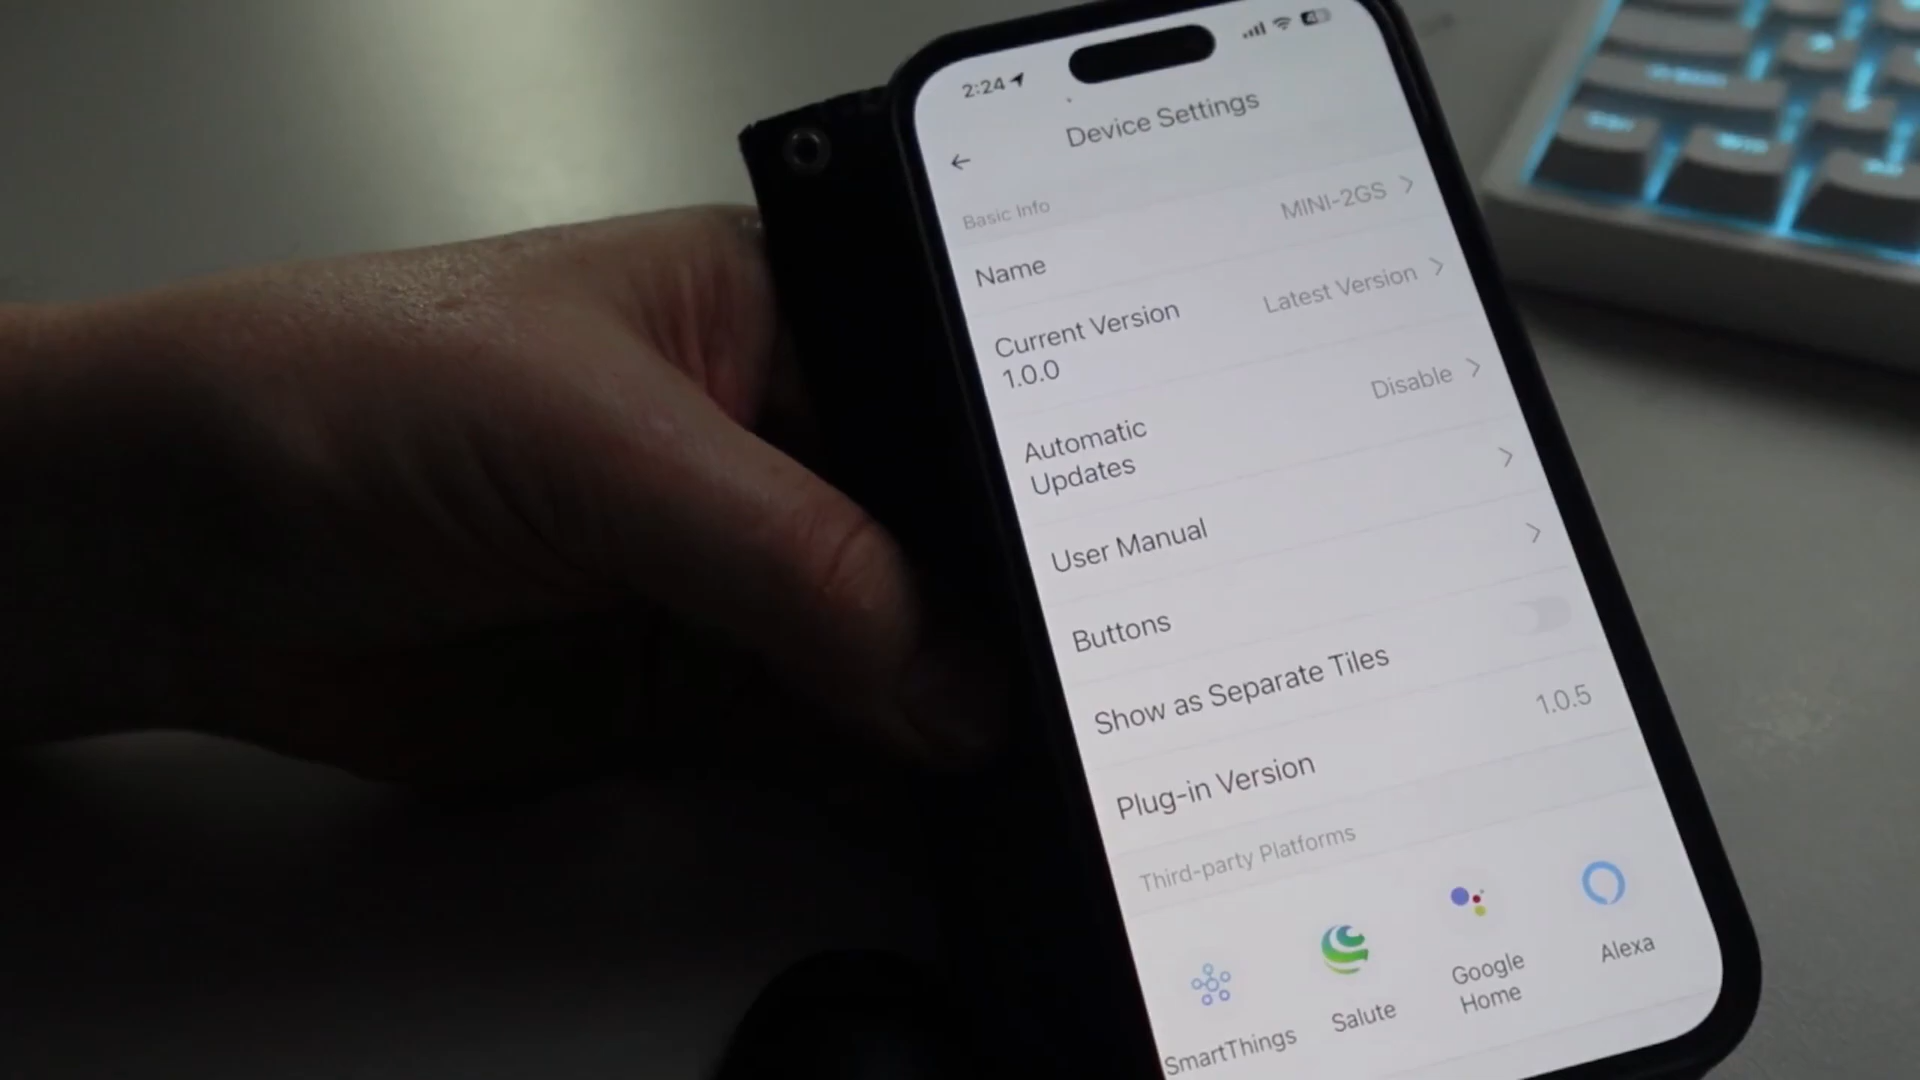 2:24
Device Settings
Basic Info
Name MINI-2GS
Current Version Latest Version
1.0.0
Automatic Disable
Updates
User Manual
Buttons
Show as Separate Tiles
Plug-in Version 1.0.5
Third-party Platforms
SmartThings
Salute
Google
Home
Alexa